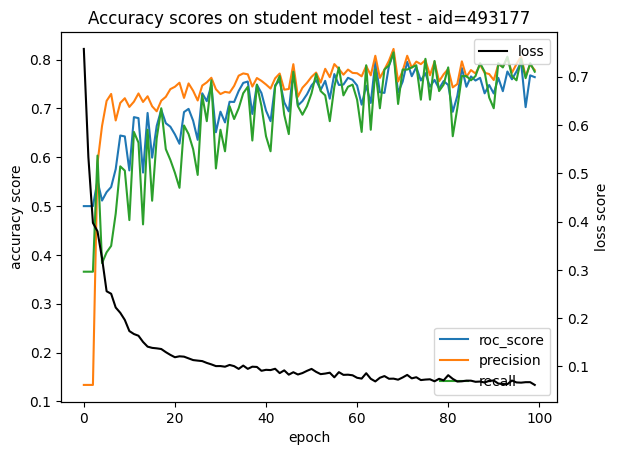 Accuracy scores on student model test - aid=493177
loss
0.8
0.7
0.6
0.5
0.4
0.3
0.2
0.1
accuracy score
0.7
0.6
0.5
0.4
0.3
0.2
0.1
loss score
roc_score
precision
recall
0
20
40
60
80
100
epoch